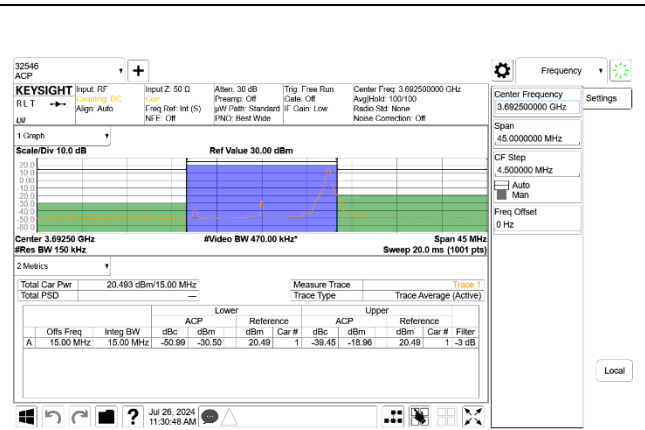 32546
ACP
Frequency
KEYSIGHT Input: RF Input Z: 50 Ω Atten: 30 dB Trig: Free Run Center Freq: 3.692500000 GHz
RLT Coupling: DC Corr Preamp: Off Gate: Off Avg|Hold: 100/100
Align: Auto Freq Ref: Int (S) µW Path: Standard IF Gain: Low Radio Std: None
LW NFE: Off PNO: Best Wide Noise Correction: Off
Center Frequency
3.692500000 GHz
Settings
Span
45.0000000 MHz
CF Step
4.500000 MHz
Auto
Man
Freq Offset
0 Hz
1 Graph
Scale/Div 10.0 dB Ref Value 30.00 dBm
20.0
10.0
0.00
-10.0
-20.0
-30.0
-40.0
-50.0
-60.0
Center 3.69250 GHz #Video BW 470.00 kHz* Span 45 MHz
#Res BW 150 kHz Sweep 20.0 ms (1001 pts)
2 Metrics
Total Car Pwr 20.493 dBm/15.00 MHz Measure Trace Trace 1
Total PSD --- Trace Type Trace Average (Active)
Lower Upper
ACP Reference ACP Reference
Offs Freq Integ BW dBc dBm dBm Car # dBc dBm dBm Car # Filter
A 15.00 MHz 15.00 MHz -50.99 -30.50 20.49 1 -39.45 -18.96 20.49 1 -3 dB
Local
Jul 26, 2024
11:30:48 AM